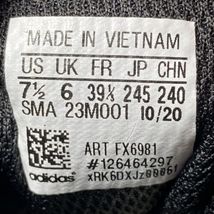 MADE IN VIETNAM
US UK FR JP CHN
7½ 6 39⅓ 245 240
SMA 23M001 10/20
ART FX6981
#126464297
adidas